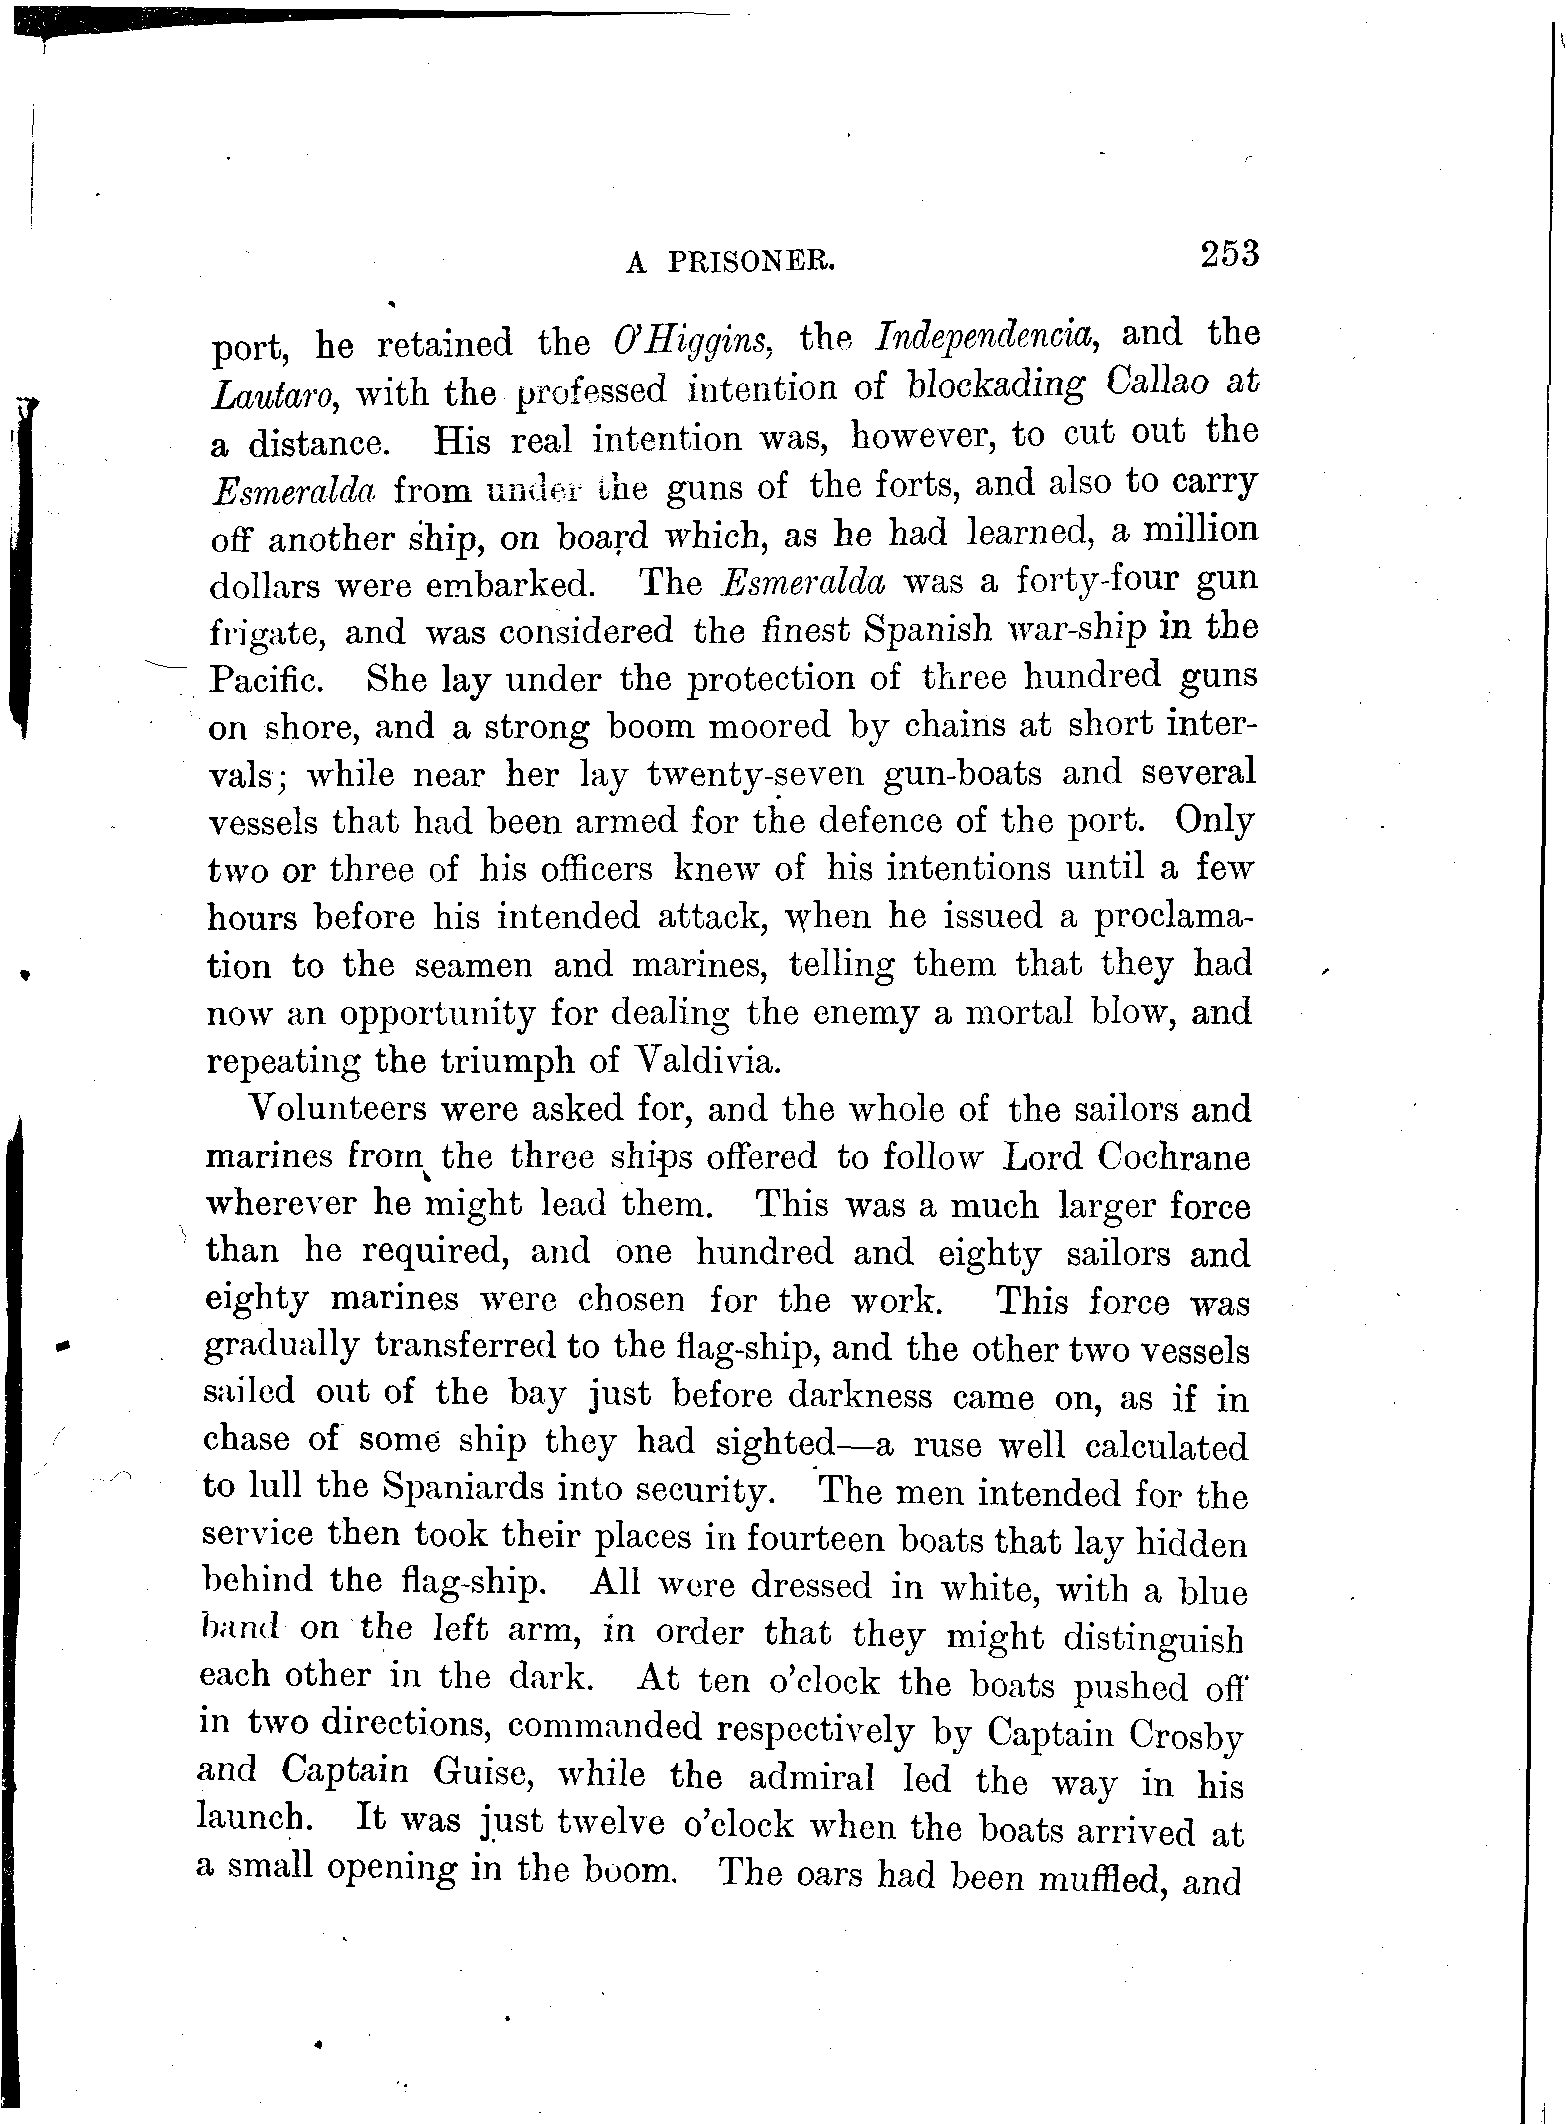 A PRISONER. 253
port, he retained the O'Higgins, the Independencia, and the
Lautaro, with the professed intention of blockading Callao at
a distance. His real intention was, however, to cut out the
Esmeralda from under the guns of the forts, and also to carry
off another ship, on board which, as he had learned, a million
dollars were embarked. The Esmeralda was a forty-four gun
frigate, and was considered the finest Spanish war-ship in the
Pacific. She lay under the protection of three hundred guns
on shore, and a strong boom moored by chains at short inter-
vals; while near her lay twenty-seven gun-boats and several
vessels that had been armed for the defence of the port. Only
two or three of his officers knew of his intentions until a few
hours before his intended attack, when he issued a proclama-
tion to the seamen and marines, telling them that they had
now an opportunity for dealing the enemy a mortal blow, and
repeating the triumph of Valdivia.
Volunteers were asked for, and the whole of the sailors and
marines from the three ships offered to follow Lord Cochrane
wherever he might lead them. This was a much larger force
than he required, and one hundred and eighty sailors and
eighty marines were chosen for the work. This force was
gradually transferred to the flag-ship, and the other two vessels
sailed out of the bay just before darkness came on, as if in
chase of some ship they had sighted—a ruse well calculated
to lull the Spaniards into security. The men intended for the
service then took their places in fourteen boats that lay hidden
behind the flag-ship. All were dressed in white, with a blue
band on the left arm, in order that they might distinguish
each other in the dark. At ten o'clock the boats pushed off
in two directions, commanded respectively by Captain Crosby
and Captain Guise, while the admiral led the way in his
launch. It was just twelve o'clock when the boats arrived at
a small opening in the boom. The oars had been muffled, and